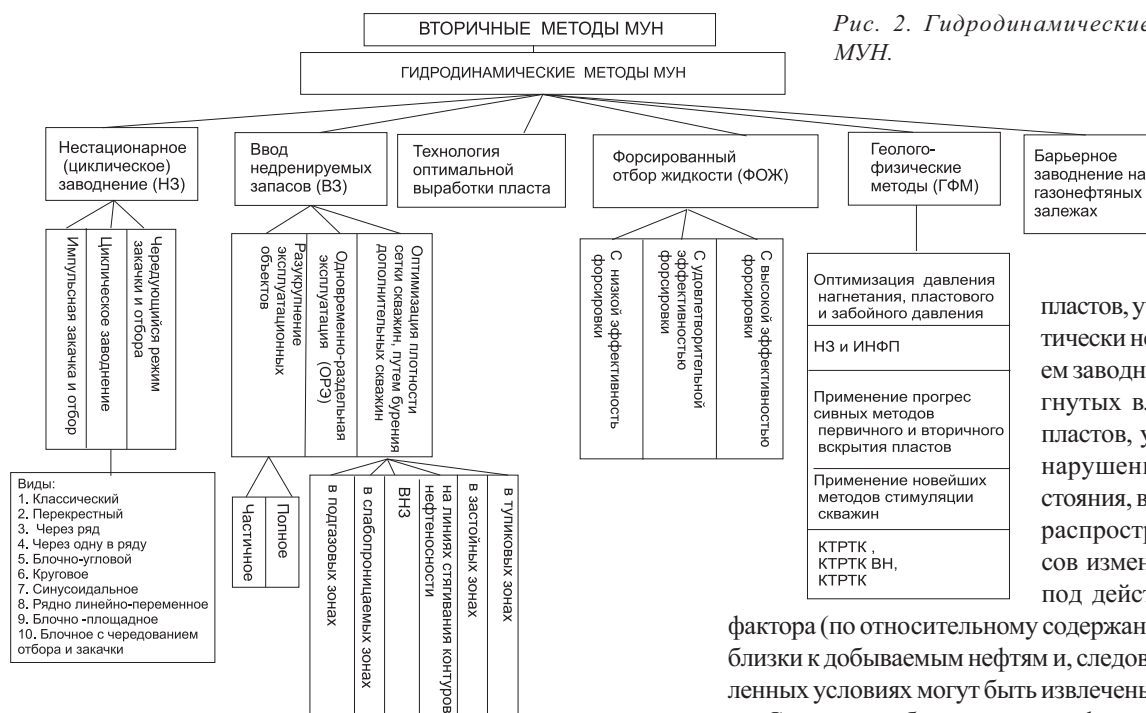 ВТОРИЧНЫЕ МЕТОДЫ МУН
Рис. 2. Гидродинамические
МУН.
ГИДРОДИНАМИЧЕСКИЕ МЕТОДЫ МУН
Нестационарное
(циклическое)
заводнение (НЗ)
Ввод
недренируемых
запасов (ВЗ)
Технология
оптимальной
выработки пласта
Форсированный
отбор жидкости (ФОЖ)
Геолого-
физические
методы (ГФМ)
Барьерное
заводнение на
газонефтяных
залежах
Импульсная закачка и отбор
Циклическое заводнение
Чередующийся режим
закачки и отбора
Разукрупнение
эксплуатационных
объектов
Одновременно-раздельная
эксплуатация (ОРЭ)
Оптимизация плотности
сетки скважин, путем бурения
дополнительных скважин
С низкой эффективность
форсировки
С удовлетворительной
эффективностью
форсировки
С высокой эффективностью
форсировки
Оптимизация давления
нагнетания, пластового
и забойного давления
НЗ и ИНФП
Применение прогрес
сивных методов
первичного и вторичного
вскрытия пластов
Применение новейших
методов стимуляции
скважин
КТРТК ,
КТРТК ВН,
КТРТК
Виды:
1. Классический
2. Перекрестный
3. Через ряд
4. Через одну в ряду
5. Блочно-угловой
6. Круговое
7. Синусоидальное
8. Рядно линейно-переменное
9. Блочно -площадное
10. Блочное с чередованием
отбора и закачки
Частичное
Полное
в подгазовых зонах
в слабопроницаемых зонах
ВНЗ
на линиях стягивания контуров
нефтеносности
в застойных зонах
в тупиковых зонах
пластов, у
тически не
ем заводн
гнутых в
пластов, у
нарушен
стояния, в
распростр
сов измен
под дейст
фактора (по относительному содержан
близки к добываемым нефтям и, следов
ленных условиях могут быть извлечень